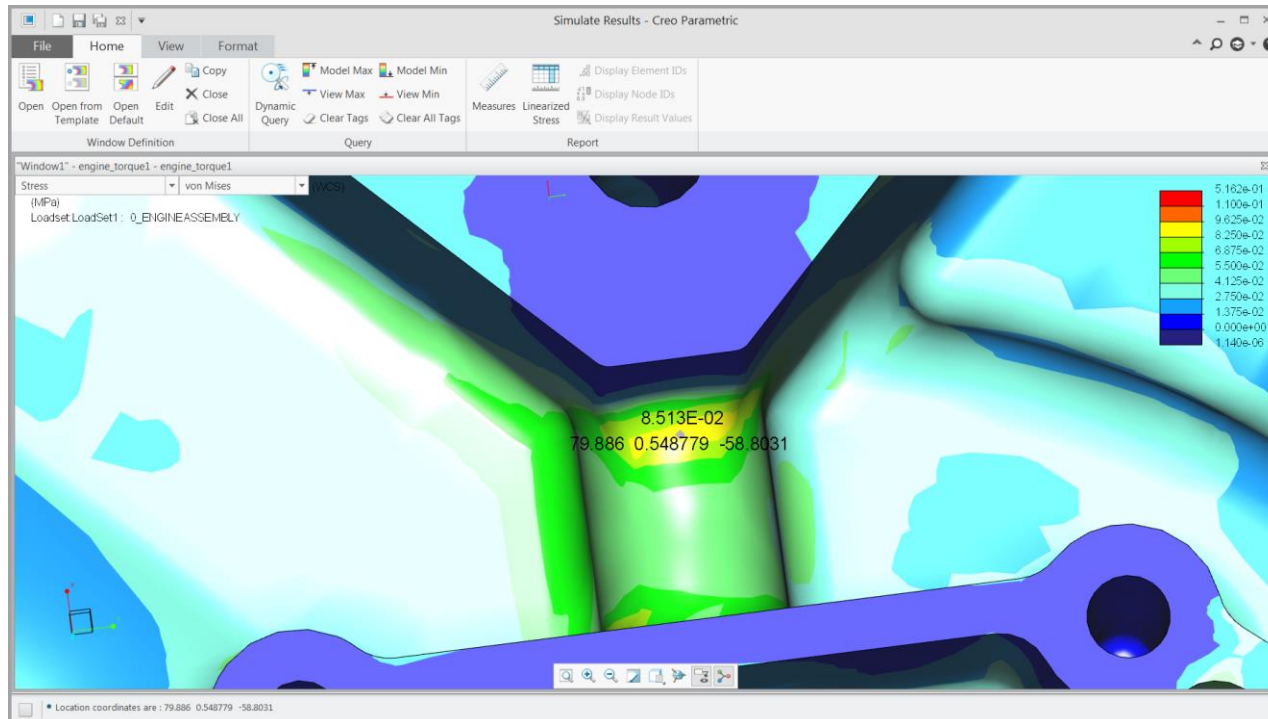 Simulate Results - Creo Parametric
File Home View Format
Open
Open from Template
Open Default
Edit
Copy
Close
Close All
Window Definition
Dynamic Query
Model Max
Model Min
View Max
View Min
Clear Tags
Clear All Tags
Query
Measures
Linearized Stress
Display Element IDs
Display Node IDs
Display Result Values
Report
"Window1" - engine_torque1 - engine_torque1
Stress von Mises (WCS)
(MPa)
Loadset:LoadSet1 : 0_ENGINEASSEMBLY
5.162e-01
1.100e-01
9.625e-02
8.250e-02
6.875e-02
5.500e-02
4.125e-02
2.750e-02
1.375e-02
0.000e+00
1.140e-06
8.513E-02
79.886 0.548779 -58.8031
• Location coordinates are : 79.886 0.548779 -58.8031